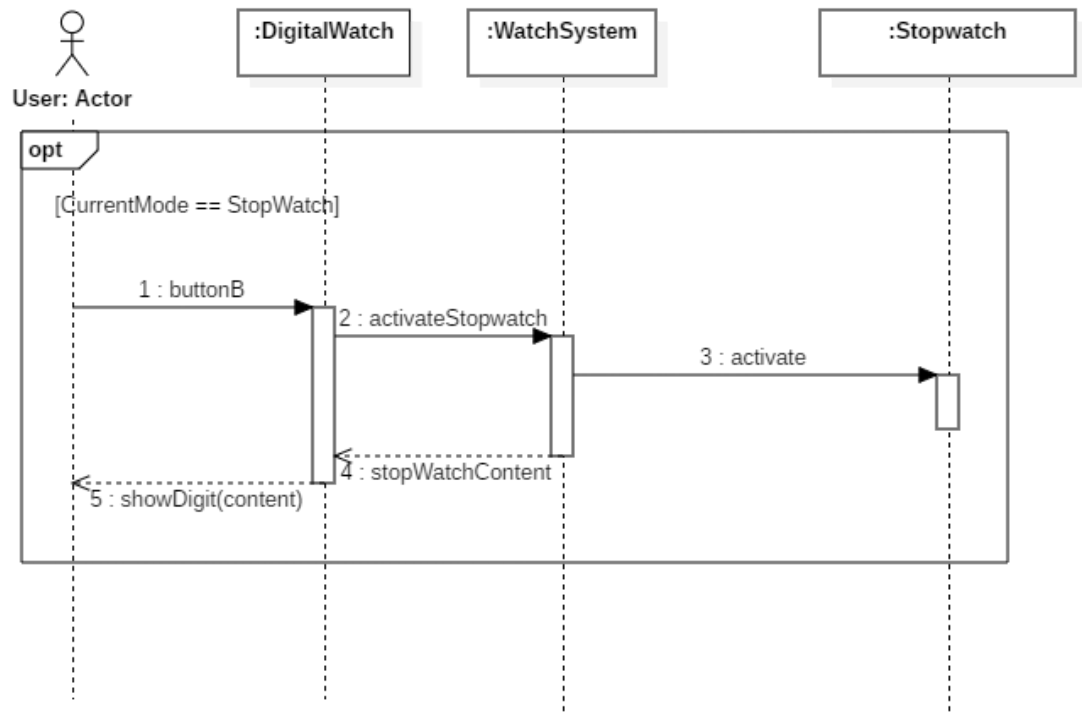 :DigitalWatch
:WatchSystem
:Stopwatch
User: Actor
opt
[CurrentMode == StopWatch]
1 : buttonB
2 : activateStopwatch
3 : activate
4 : stopWatchContent
5 : showDigit(content)